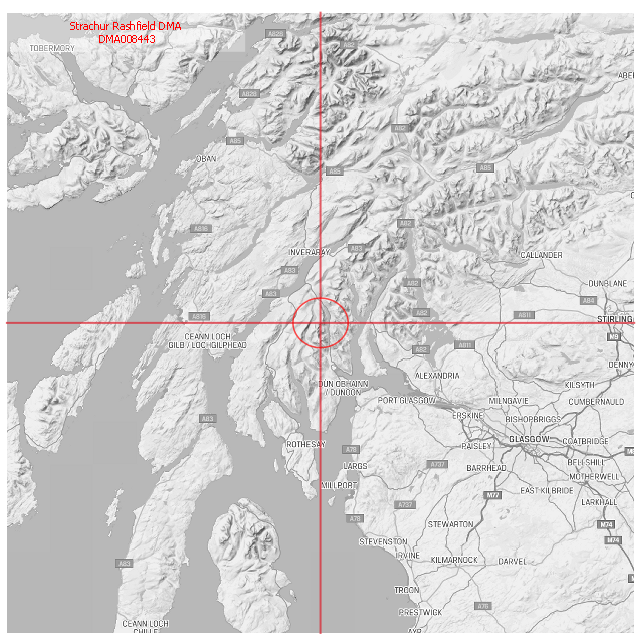 Strachur Rashfield DMA
DMA008443
TOBERMORY
A828
A82
A828
A82
A85
OBAN
A85
A85
A82
A816
INVERARAY
A83
CALLANDER
A83
A82
DUNBLANE
A83
A84
A816
A82
A811
STIRLING
M9
CEANN LOCH
GILB / LOCHGILPHEAD
A82
A811
DENNY
ALEXANDRIA
DÙN OBHAINN
/ DUNOON
KILSYTH
PORT GLASGOW
MILNGAVIE
CUMBERNAULD
ERSKINE
BISHOPBRIGGS
A83
GLASGOW
COATBRIDGE
ROTHESAY
PAISLEY
A78
LARGS
A737
BARRHEAD
BELLSHILL
MOTHERWELL
MILLPORT
M77
EAST KILBRIDE
LARKHALL
A737
A78
STEWARTON
M74
STEVENSTON
M74
IRVINE
KILMARNOCK
DARVEL
A83
TROON
A76
PRESTWICK
CEANN LOCH
CHILLE
AYR